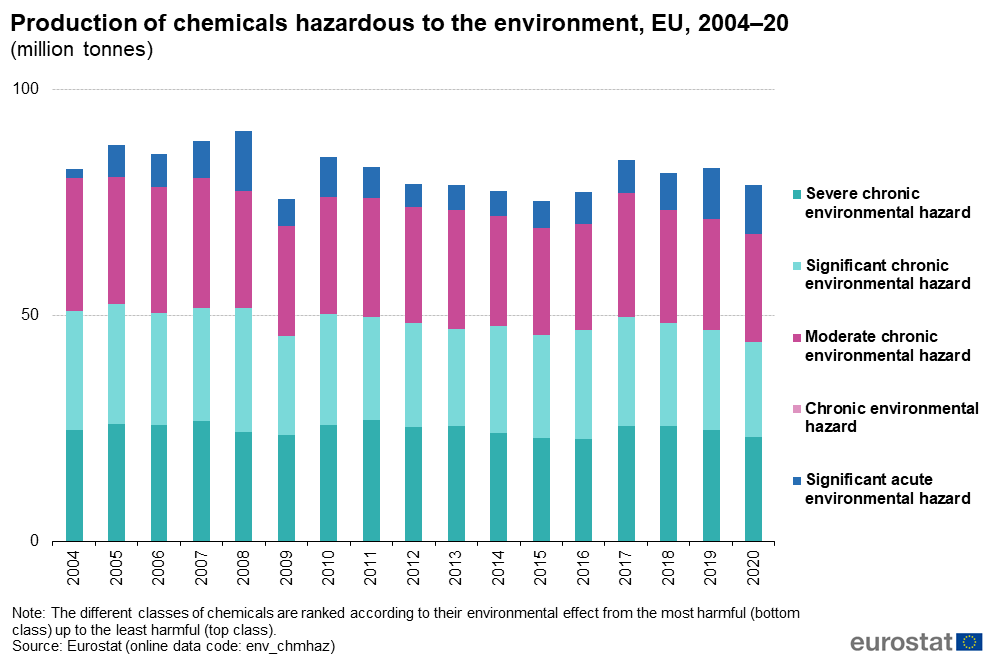 Production of chemicals hazardous to the environment, EU, 2004–20
(million tonnes)
100
50
0
2004
2005
2006
2007
2008
2009
2010
2011
2012
2013
2014
2015
2016
2017
2018
2019
2020
Severe chronic
environmental hazard
Significant chronic
environmental hazard
Moderate chronic
environmental hazard
Chronic environmental
hazard
Significant acute
environmental hazard
Note: The different classes of chemicals are ranked according to their environmental effect from the most harmful (bottom
class) up to the least harmful (top class).
Source: Eurostat (online data code: env_chmhaz)
eurostat